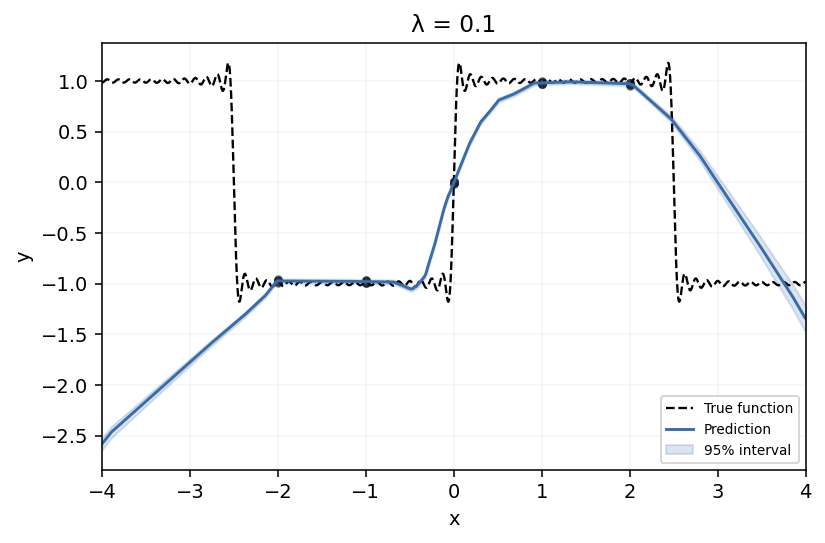 λ = 0.1
y
1.0
0.5
0.0
−0.5
−1.0
−1.5
−2.0
−2.5
−4 −3 −2 −1 0 1 2 3 4
x
True function
Prediction
95% interval